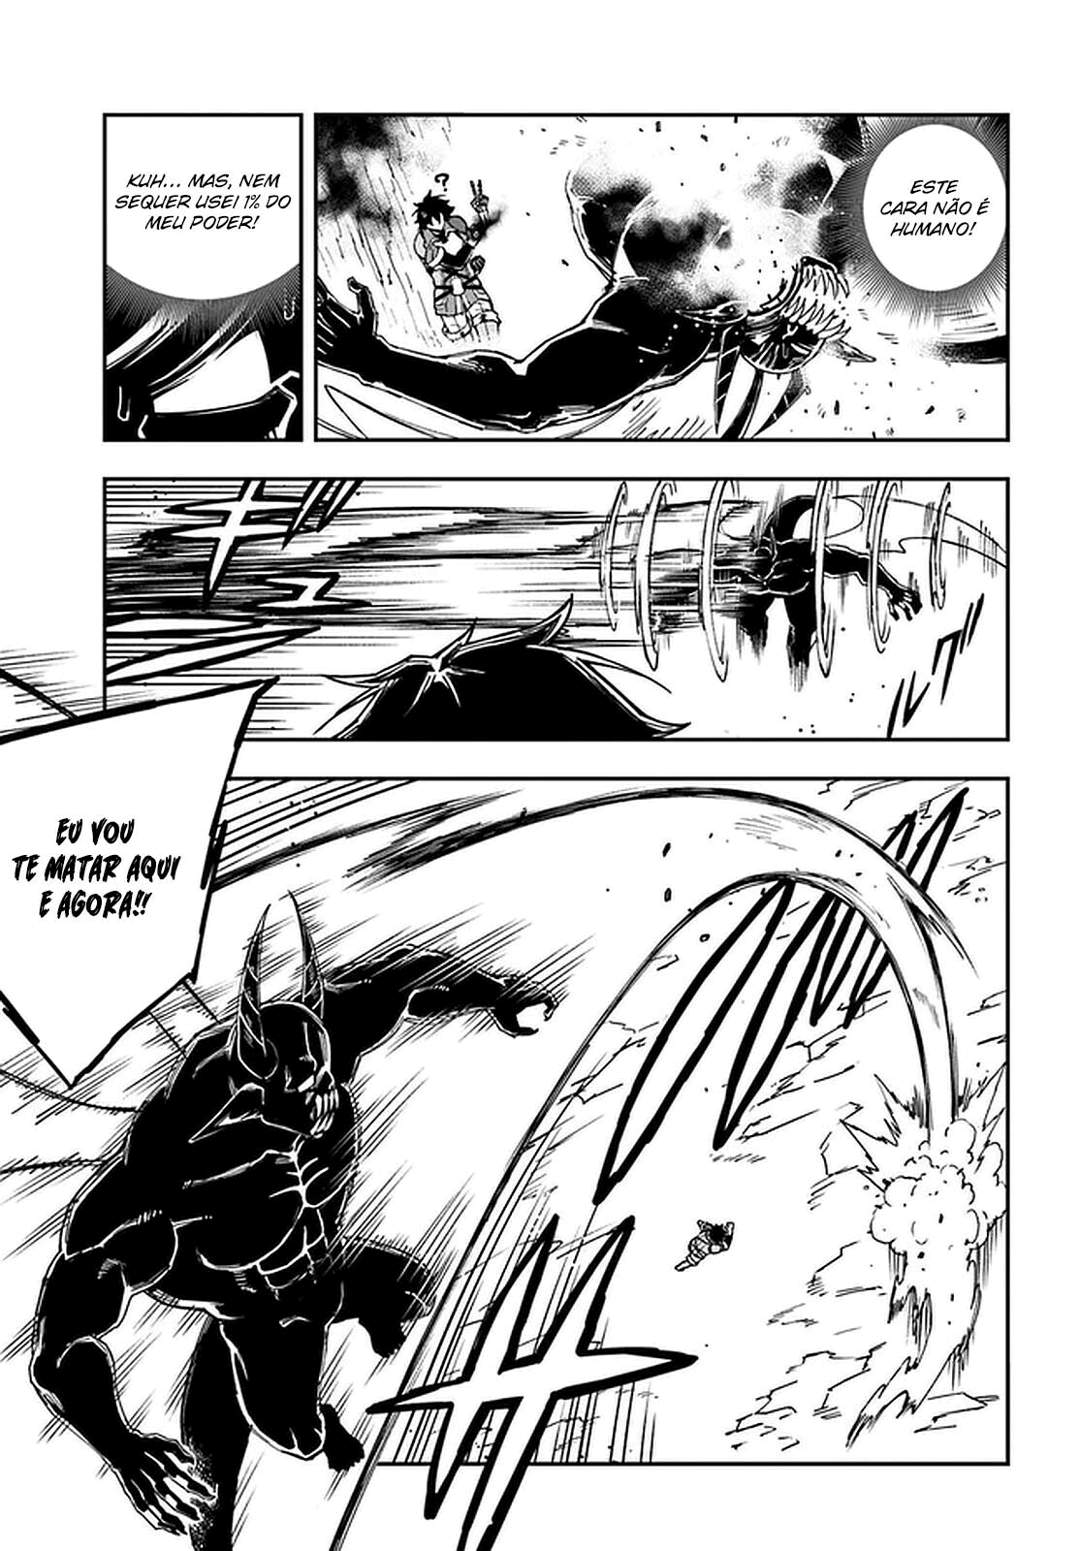 ESTE
CARA NÃO É
HUMANO!
?
KUH... MAS, NEM
SEQUER USEI 1% DO
MEU PODER!
EU VOU
TE MATAR AQUI
E AGORA!!